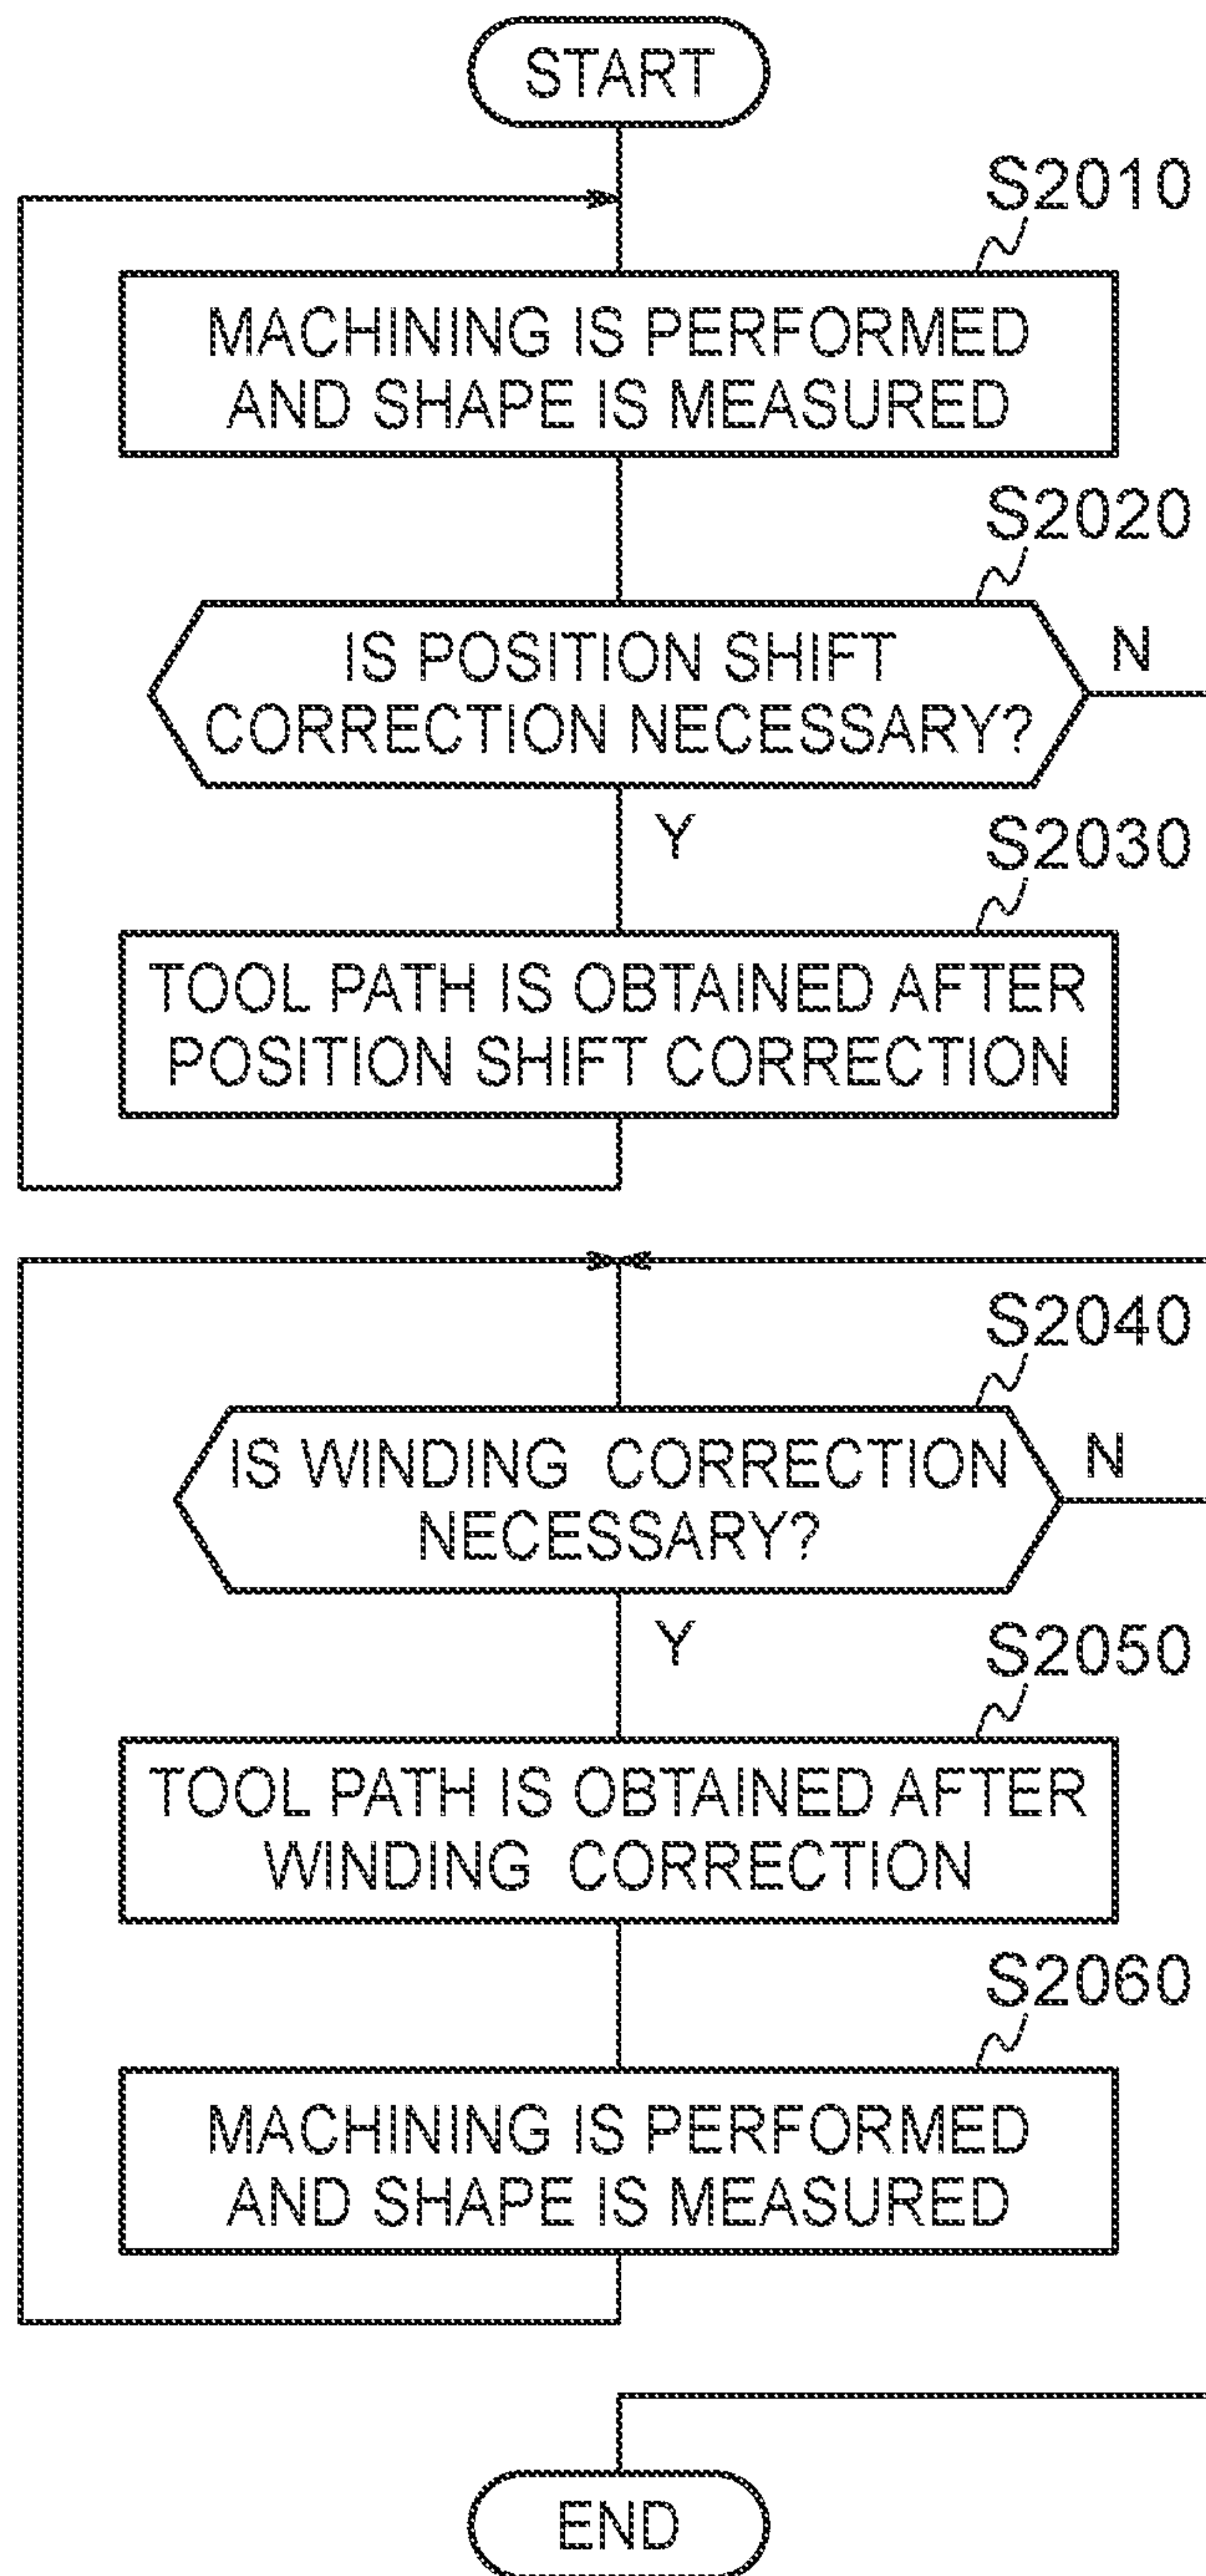 START
S2010
MACHINING IS PERFORMED
AND SHAPE IS MEASURED
S2020
IS POSITION SHIFT
CORRECTION NECESSARY?
N
Y
S2030
TOOL PATH IS OBTAINED AFTER
POSITION SHIFT CORRECTION
S2040
IS WINDING CORRECTION
NECESSARY?
N
Y
S2050
TOOL PATH IS OBTAINED AFTER
WINDING CORRECTION
S2060
MACHINING IS PERFORMED
AND SHAPE IS MEASURED
END